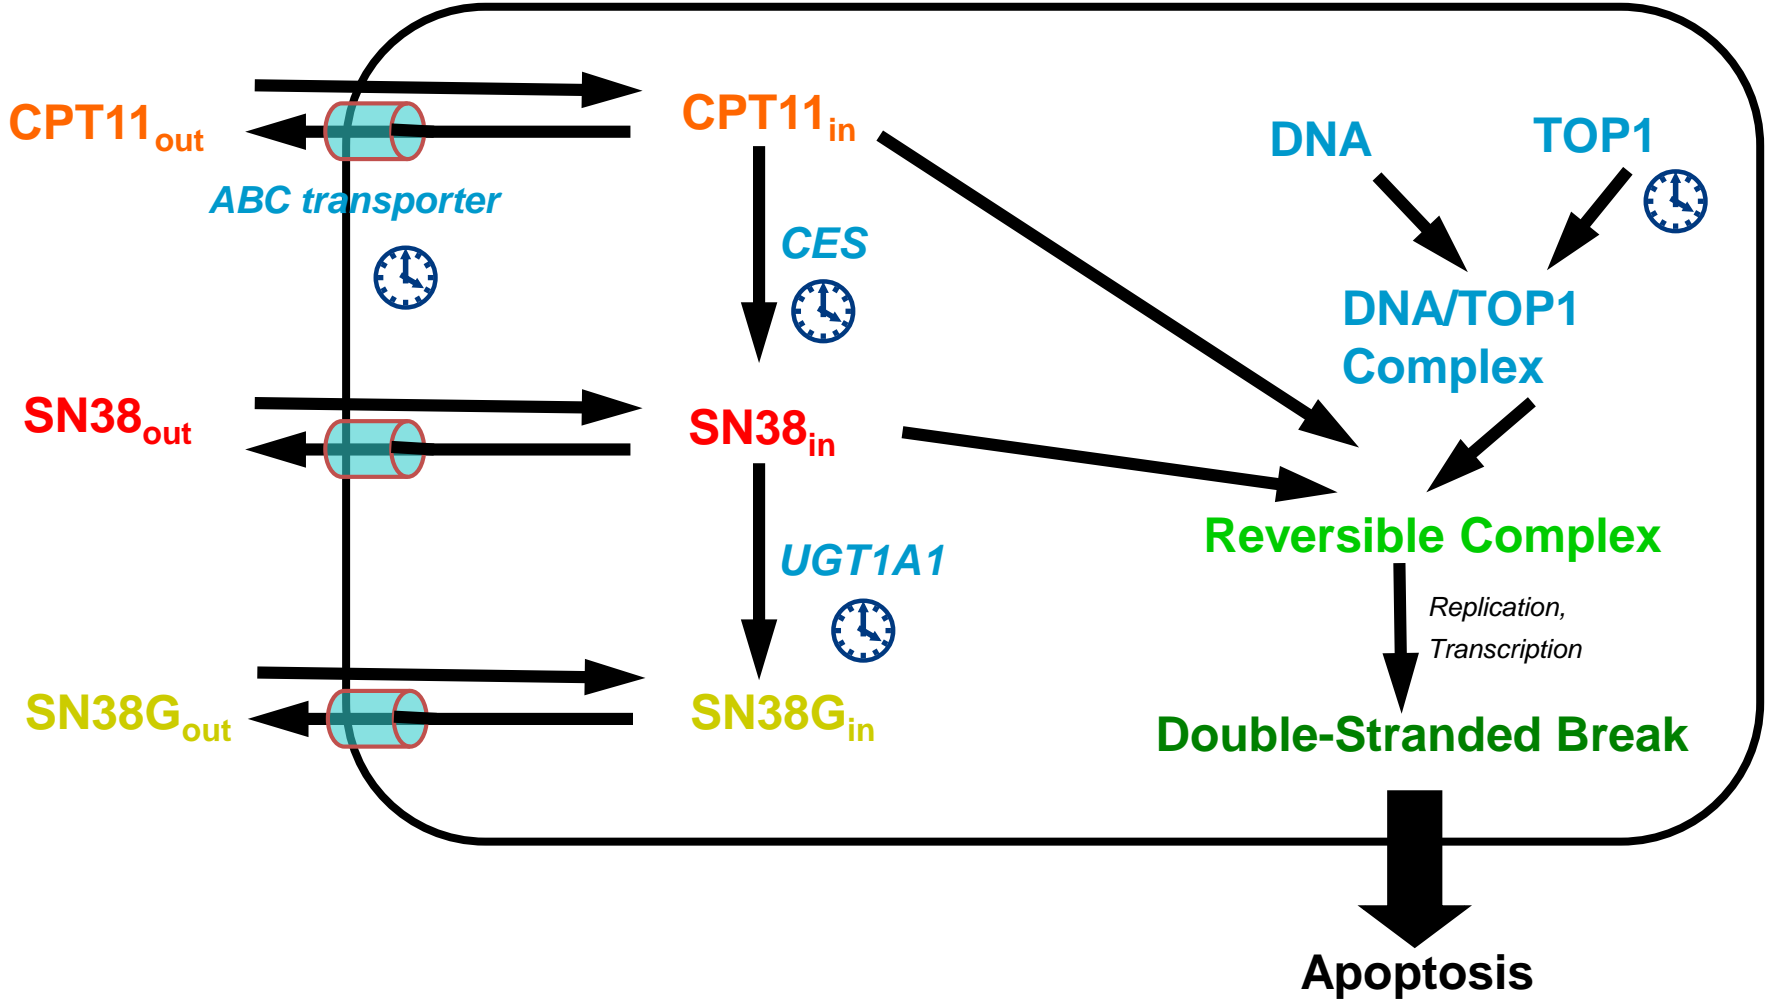 CPT11out
CPT11in
DNA
TOP1
ABC transporter
CES
DNA/TOP1
Complex
SN38out
SN38in
Reversible Complex
UGT1A1
Replication,
Transcription
SN38Gout
SN38Gin
Double-Stranded Break
Apoptosis